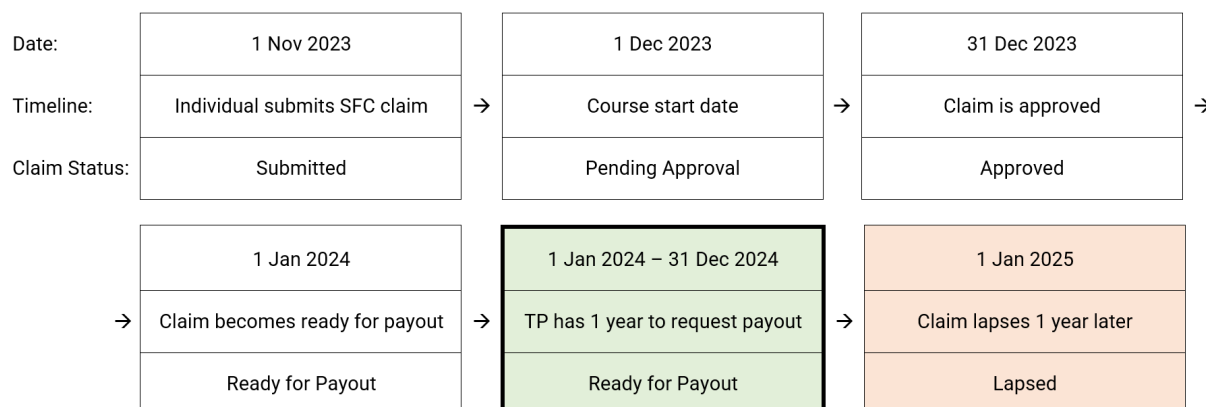 Date:
1 Nov 2023
1 Dec 2023
31 Dec 2023
Timeline:
Individual submits SFC claim
→
Course start date
→
Claim is approved
→
Claim Status:
Submitted
Pending Approval
Approved
1 Jan 2024
1 Jan 2024 – 31 Dec 2024
1 Jan 2025
→
Claim becomes ready for payout
→
TP has 1 year to request payout
→
Claim lapses 1 year later
Ready for Payout
Ready for Payout
Lapsed